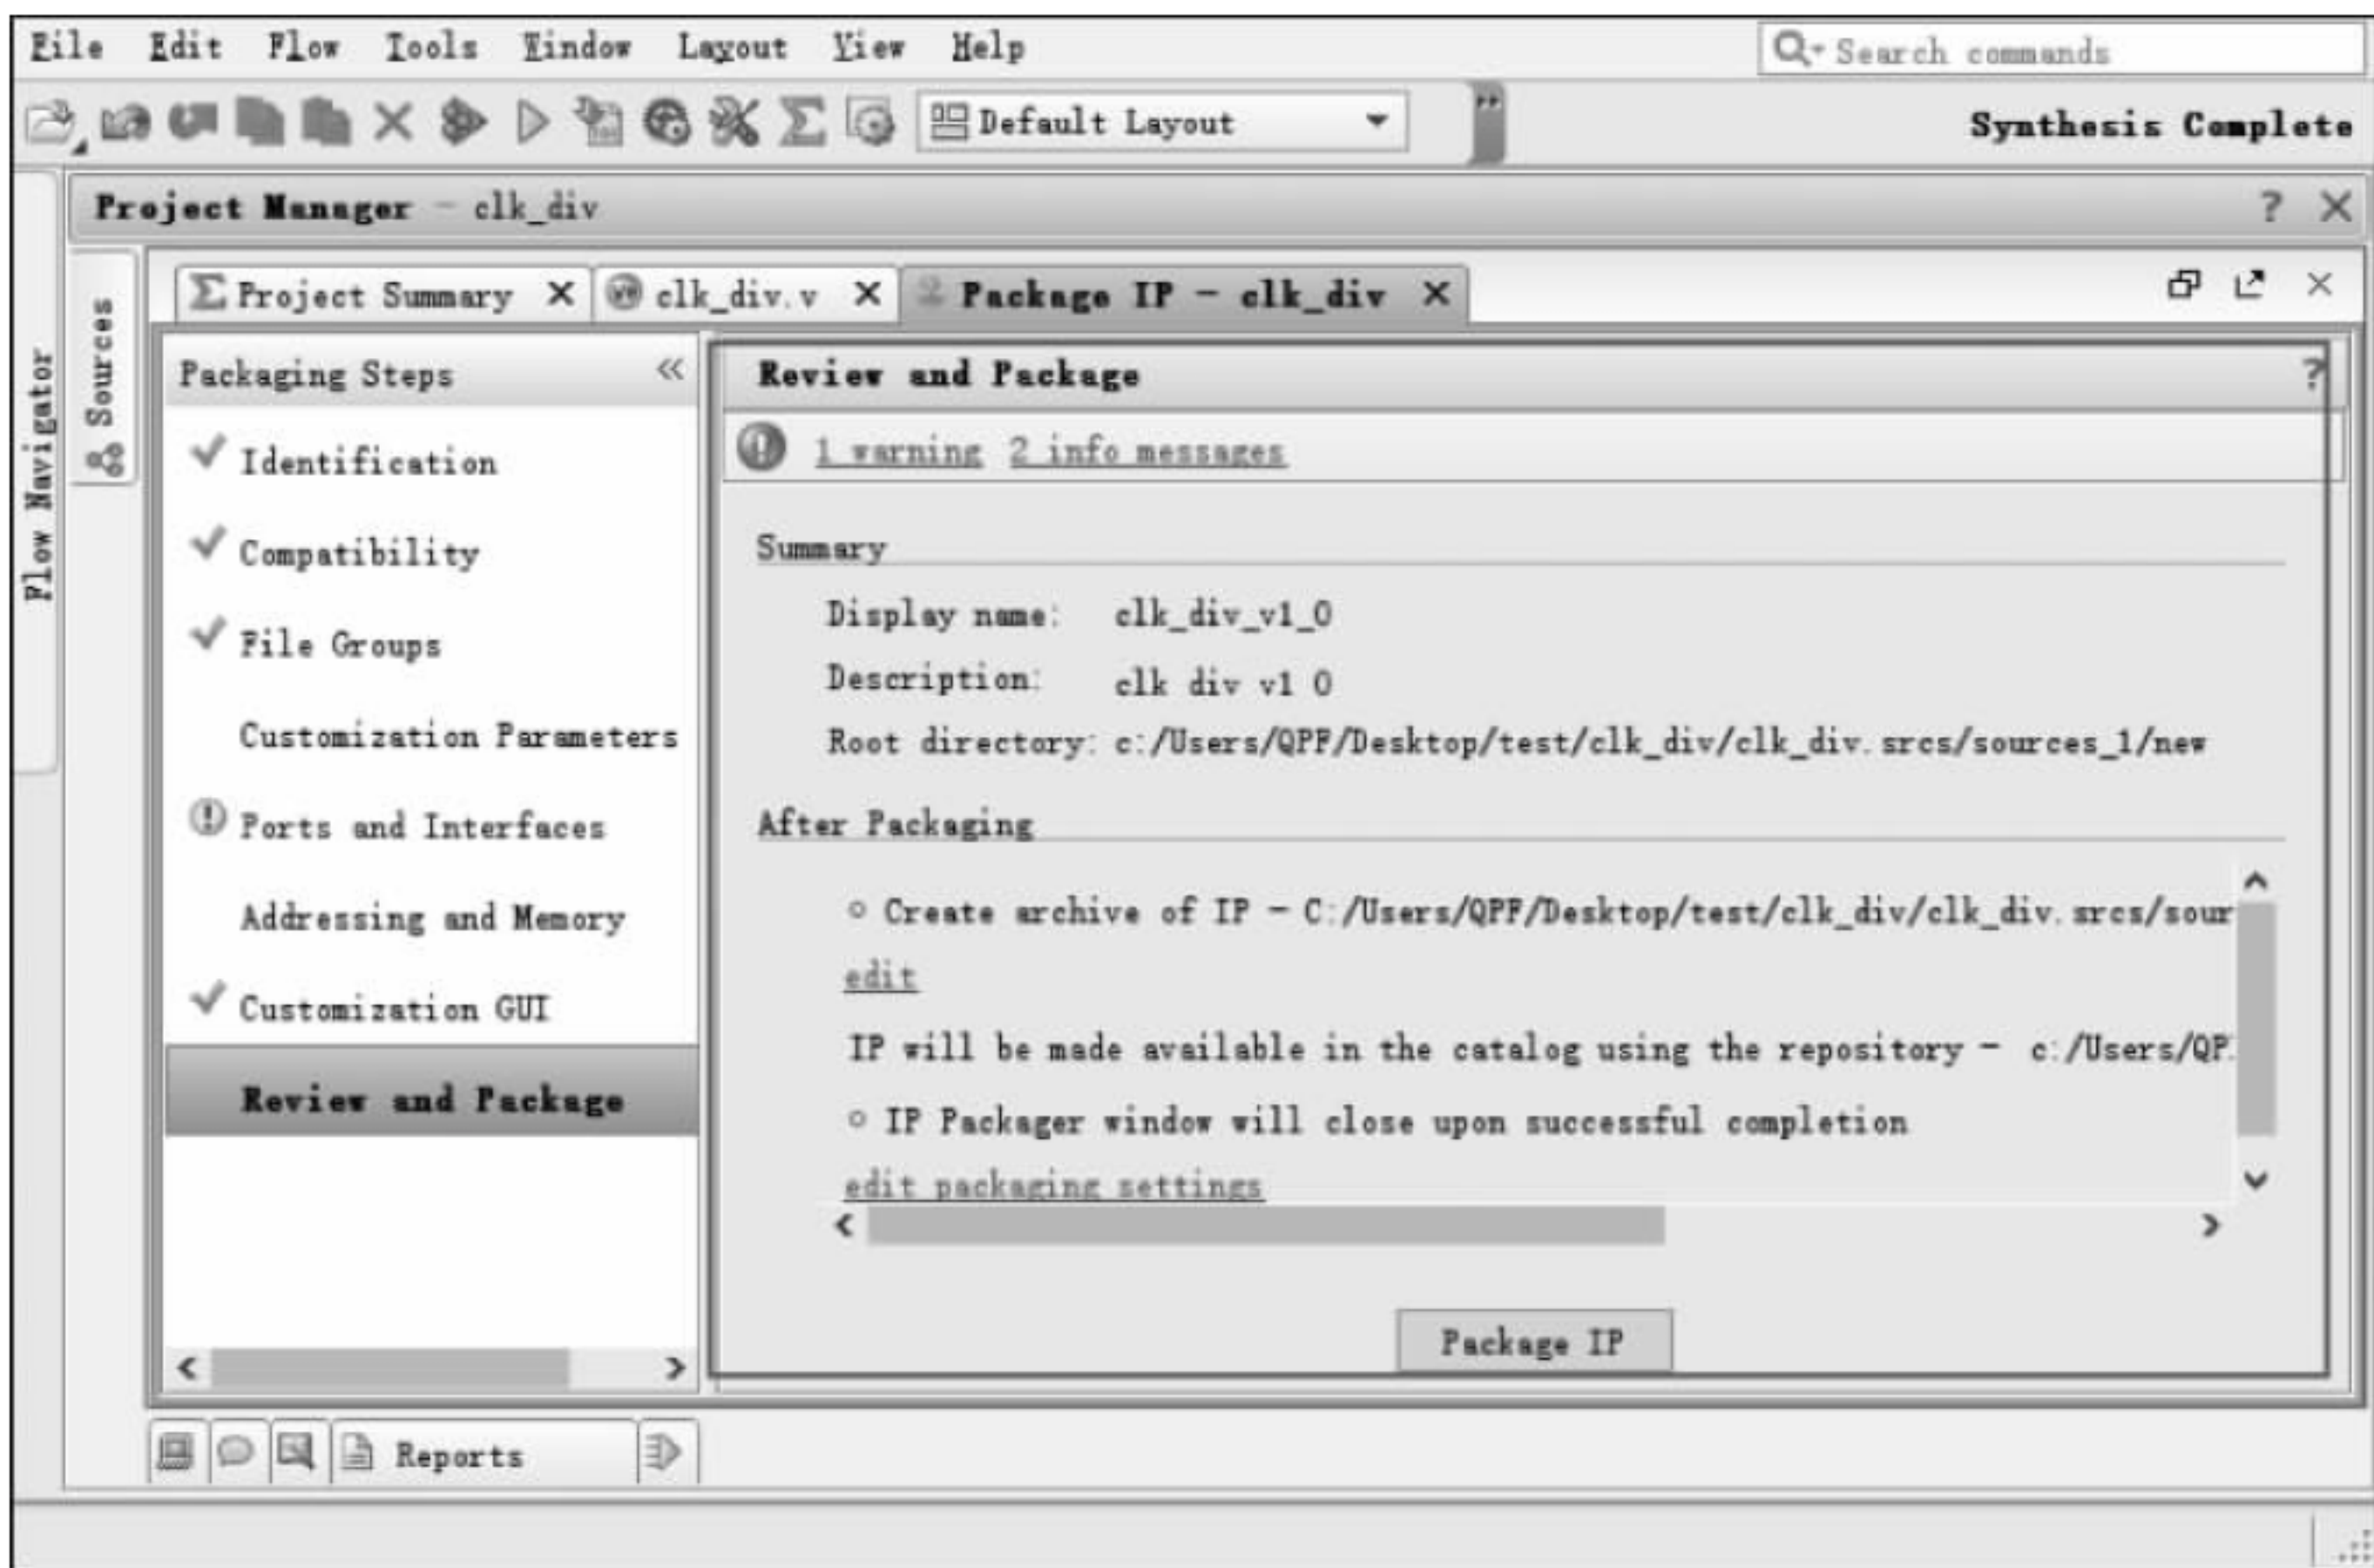 File Edit Flow Tools Window Layout View Help
Search commands
Default Layout
Synthesis Complete
Project Manager - clk_div
Flow Navigator
Sources
Project Summary
clk_div.v
Package IP - clk_div
Packaging Steps
Identification
Compatibility
File Groups
Customization Parameters
Ports and Interfaces
Addressing and Memory
Customization GUI
Review and Package
Review and Package
1 warning 2 info messages
Summary
Display name: clk_div_v1_0
Description: clk div v1 0
Root directory: c:/Users/QPF/Desktop/test/clk_div/clk_div.srcs/sources_1/new
After Packaging
Create archive of IP - C:/Users/QPF/Desktop/test/clk_div/clk_div.srcs/sour
edit
IP will be made available in the catalog using the repository - c:/Users/QP
IP Packager window will close upon successful completion
edit packaging settings
Package IP
Reports